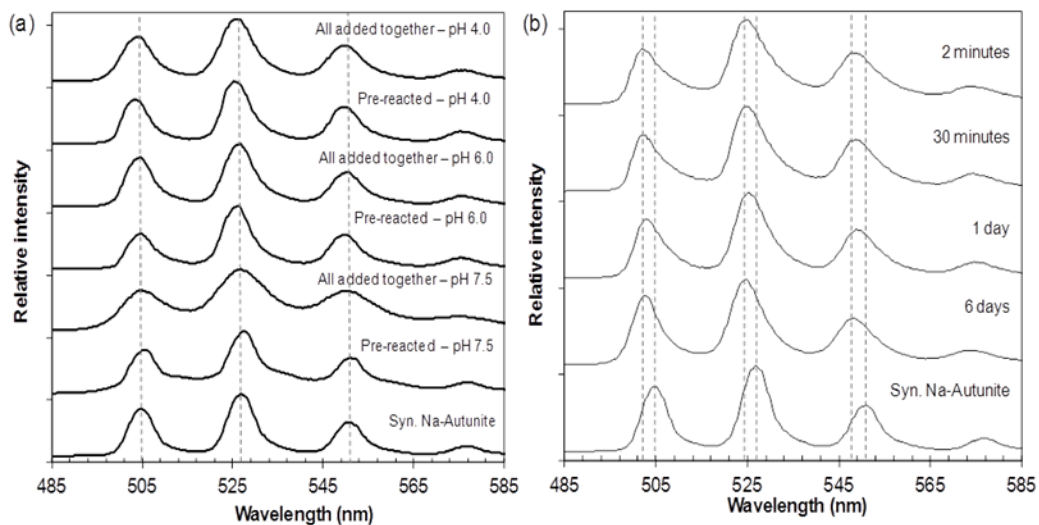 (a)
All added together – pH 4.0
Pre-reacted – pH 4.0
All added together – pH 6.0
Pre-reacted – pH 6.0
All added together – pH 7.5
Pre-reacted – pH 7.5
Syn. Na-Autunite
Relative intensity
485 505 525 545 565 585
Wavelength (nm)
(b)
2 minutes
30 minutes
1 day
6 days
Syn. Na-Autunite
Relative intensity
485 505 525 545 565 585
Wavelength (nm)